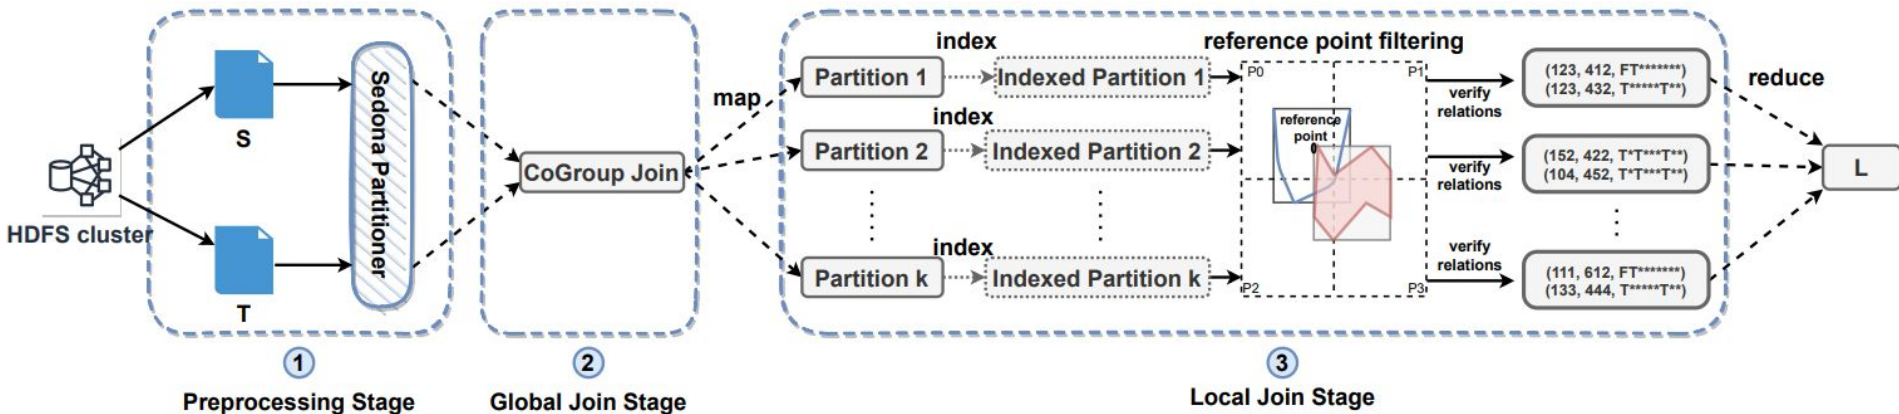 HDFS cluster
S
T
Sedona Partitioner
1
Preprocessing Stage
CoGroup Join
2
Global Join Stage
map
Partition 1
index
Indexed Partition 1
Partition 2
index
Indexed Partition 2
Partition k
index
Indexed Partition k
reference point filtering
P0
P1
reference
point
P2
P3
verify
relations
(123, 412, FT*******)
(123, 432, T*****T**)
verify
relations
(152, 422, T*T***T**)
(104, 452, T*T***T**)
verify
relations
(111, 612, FT*******)
(133, 444, T*****T**)
3
Local Join Stage
reduce
L